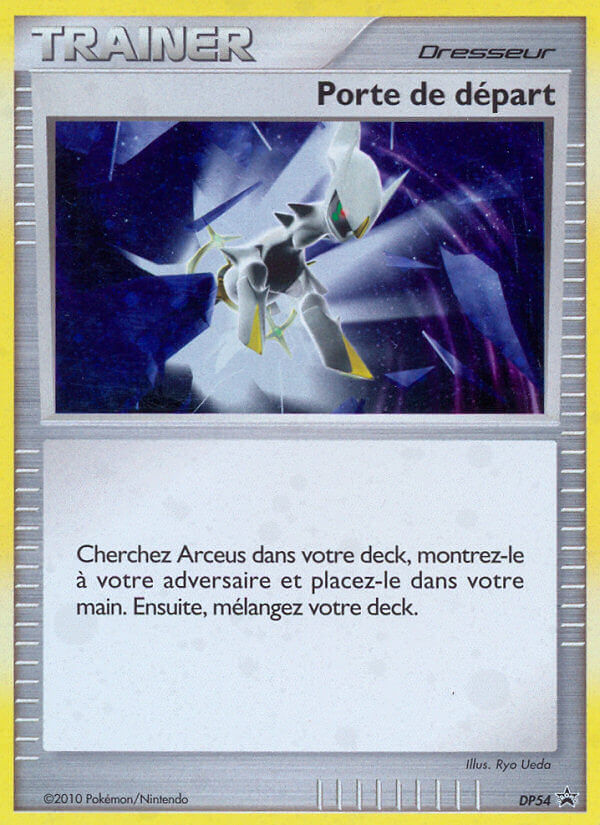 TRAINER
Dresseur
Porte de départ
Cherchez Arceus dans votre deck, montrez-le
à votre adversaire et placez-le dans votre
main. Ensuite, mélangez votre deck.
Illus. Ryo Ueda
©2010 Pokémon/Nintendo
DP54